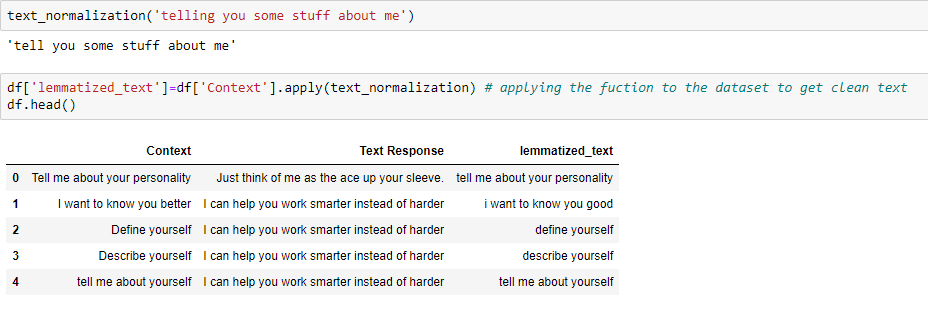 text_normalization('telling you some stuff about me')
'tell you some stuff about me'
df['lemmatized_text']=df['Context'].apply(text_normalization) # applying the fuction to the dataset to get clean text
df.head()
Context Text Response lemmatized_text
0 Tell me about your personality Just think of me as the ace up your sleeve. tell me about your personality
1 I want to know you better I can help you work smarter instead of harder i want to know you good
2 Define yourself I can help you work smarter instead of harder define yourself
3 Describe yourself I can help you work smarter instead of harder describe yourself
4 tell me about yourself I can help you work smarter instead of harder tell me about yourself